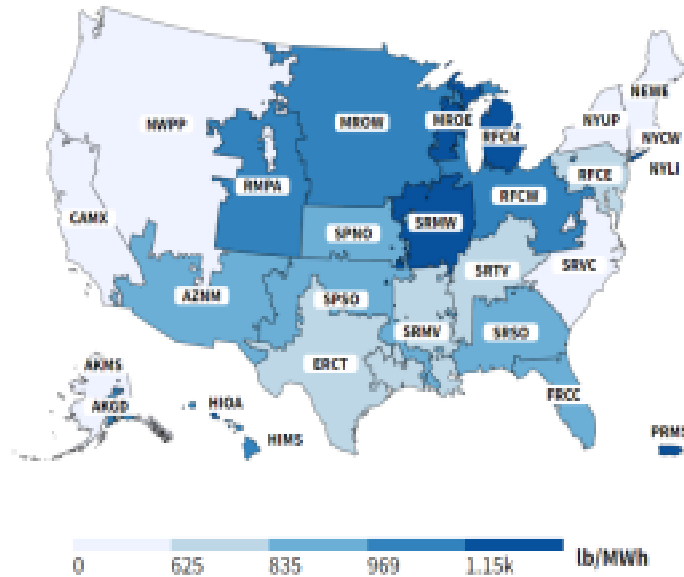 NEWE
NWPP
MROW
MROE
NYUP
RFCM
NYCW
RFCE
NYLI
RMPA
RFCW
CAMX
SRMW
SPNO
SRTV
SRVC
AZNM
SPSO
SRMV
SRSO
ERCT
AKMS
FRCC
AKGD
HIOA
HIMS
PRMS
0 625 835 969 1.15k lb/MWh